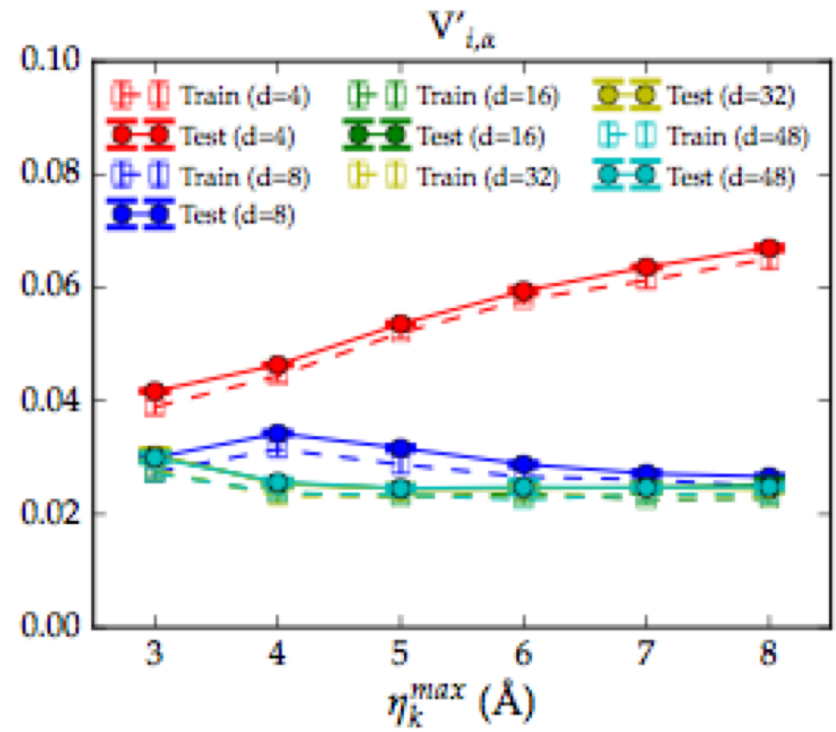 V′i,α
0.10
0.08
0.06
0.04
0.02
0.00
Train (d=4)
Test (d=4)
Train (d=8)
Test (d=8)
Train (d=16)
Test (d=16)
Train (d=32)
Test (d=32)
Train (d=48)
Test (d=48)
3 4 5 6 7 8
η_k^max (Å)